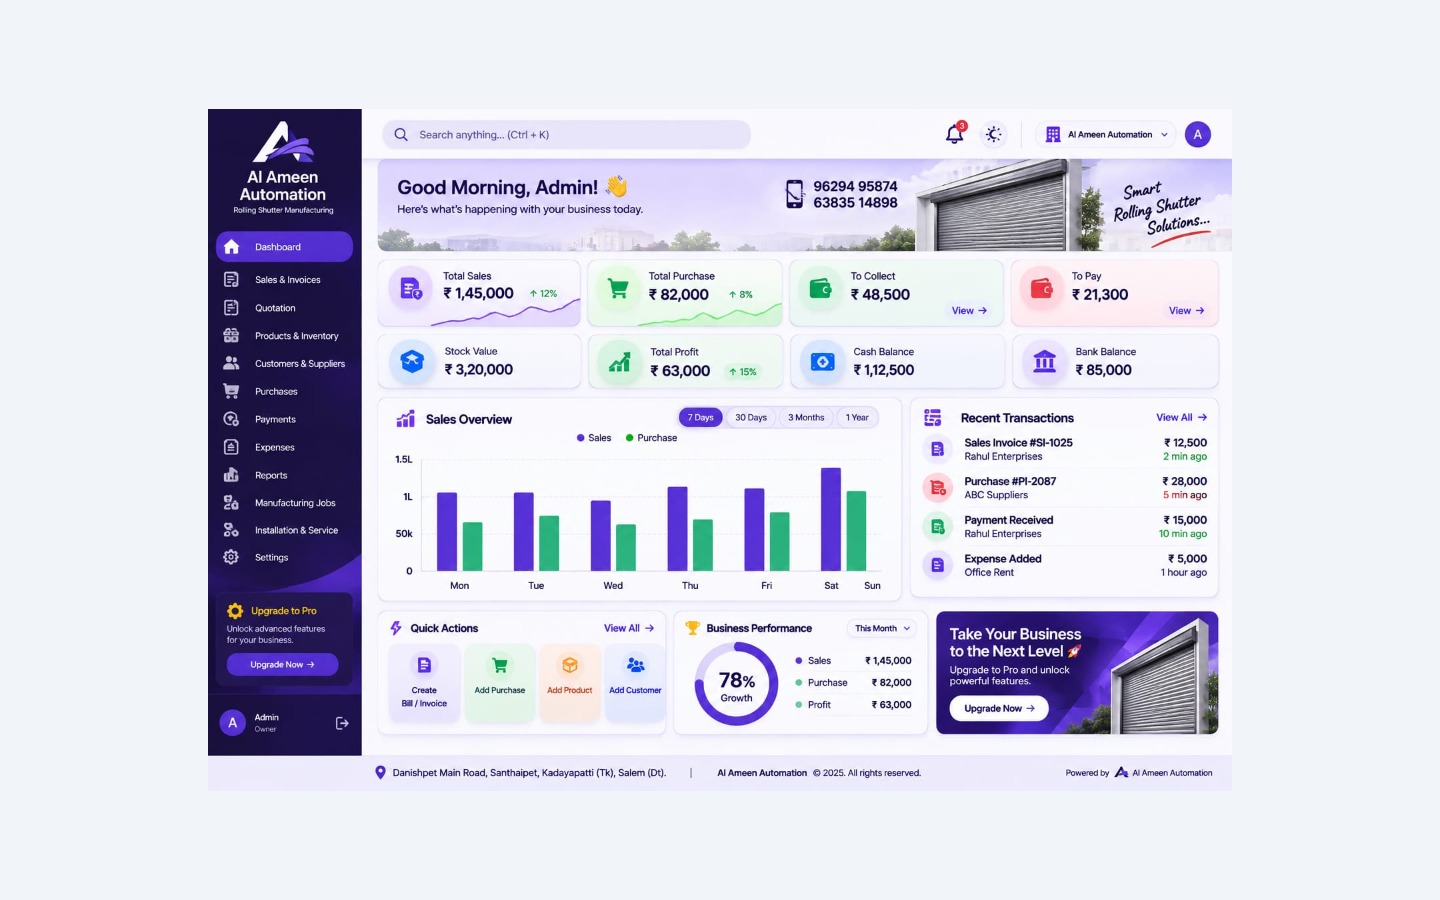 Al Ameen
Automation
Rolling Shutter Manufacturing
Dashboard
Sales & Invoices
Quotation
Products & Inventory
Customers & Suppliers
Purchases
Payments
Expenses
Reports
Manufacturing Jobs
Installation & Service
Settings
Upgrade to Pro
Unlock advanced features
for your business.
Upgrade Now →
A
Admin
Owner
Search anything... (Ctrl + K)
3
Al Ameen Automation
A
Good Morning, Admin! 👋
Here's what's happening with your business today.
96294 95874
63835 14898
Smart
Rolling Shutter
Solutions...
Total Sales
₹ 1,45,000 ↑ 12%
Total Purchase
₹ 82,000 ↑ 8%
To Collect
₹ 48,500
View →
To Pay
₹ 21,300
View →
Stock Value
₹ 3,20,000
Total Profit
₹ 63,000 ↑ 15%
Cash Balance
₹ 1,12,500
Bank Balance
₹ 85,000
Sales Overview
7 Days 30 Days 3 Months 1 Year
Sales Purchase
1.5L
1L
50k
0
Mon Tue Wed Thu Fri Sat Sun
Recent Transactions View All →
Sales Invoice #SI-1025 ₹ 12,500
Rahul Enterprises 2 min ago
Purchase #PI-2087 ₹ 28,000
ABC Suppliers 5 min ago
Payment Received ₹ 15,000
Rahul Enterprises 10 min ago
Expense Added ₹ 5,000
Office Rent 1 hour ago
Quick Actions View All →
Create
Bill / Invoice
Add Purchase
Add Product
Add Customer
Business Performance This Month
78%
Growth
Sales ₹ 1,45,000
Purchase ₹ 82,000
Profit ₹ 63,000
Take Your Business
to the Next Level 🚀
Upgrade to Pro and unlock
powerful features.
Upgrade Now →
Danishpet Main Road, Santhaipet, Kadayapatti (Tk), Salem (Dt). | Al Ameen Automation © 2025. All rights reserved.
Powered by Al Ameen Automation